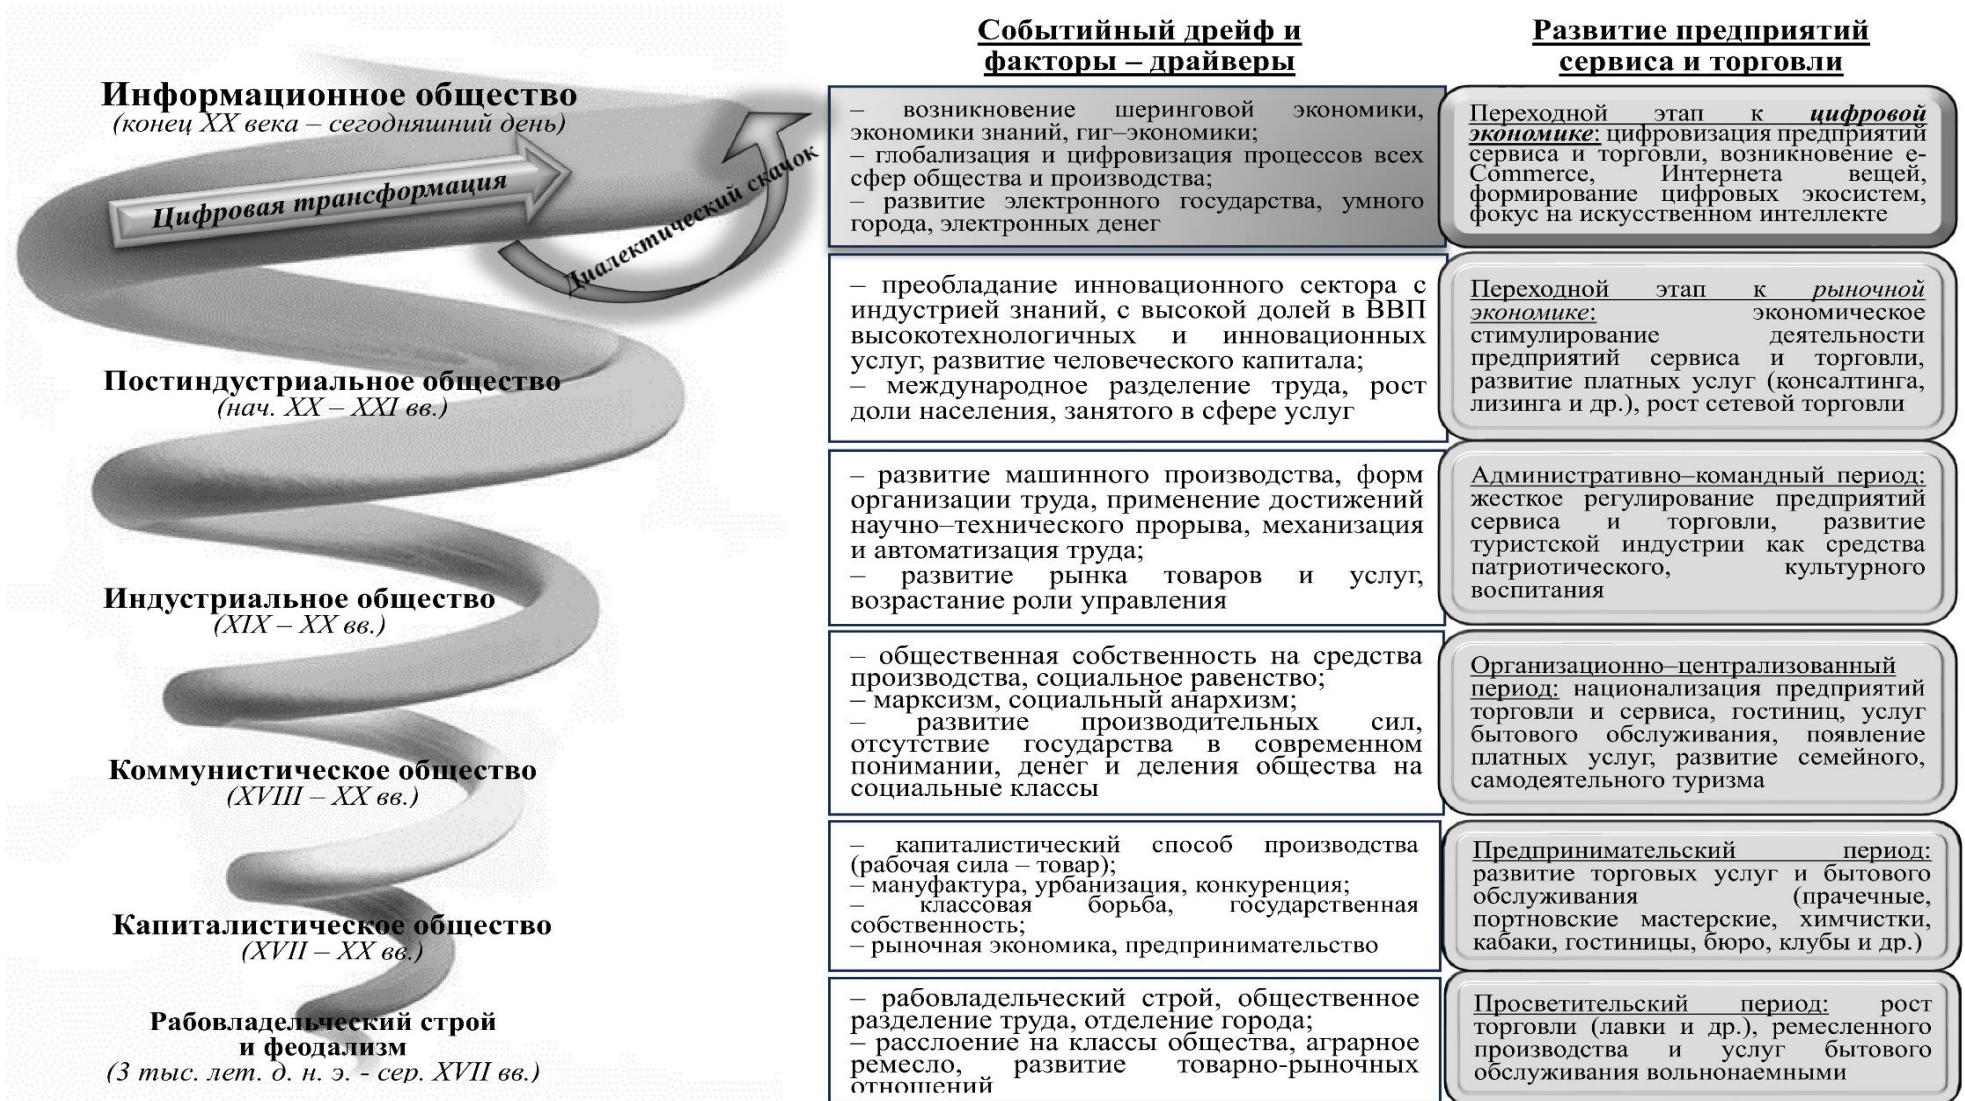 Событийный дрейф и
факторы – драйверы
Развитие предприятий
сервиса и торговли
Информационное общество
(конец XX века – сегодняшний день)
Цифровая трансформация
Диалектический скачок
– возникновение шеринговой экономики,
экономики знаний, гиг–экономики;
– глобализация и цифровизация процессов всех
сфер общества и производства;
– развитие электронного государства, умного
города, электронных денег
Переходной этап к цифровой
экономике: цифровизация предприятий
сервиса и торговли, возникновение e-
Commerce, Интернета вещей,
формирование цифровых экосистем,
фокус на искусственном интеллекте
Постиндустриальное общество
(нач. XX – XXI вв.)
– преобладание инновационного сектора с
индустрией знаний, с высокой долей в ВВП
высокотехнологичных и инновационных
услуг, развитие человеческого капитала;
– международное разделение труда, рост
доли населения, занятого в сфере услуг
Переходной этап к рыночной
экономике: экономическое
стимулирование деятельности
предприятий сервиса и торговли,
развитие платных услуг (консалтинга,
лизинга и др.), рост сетевой торговли
Индустриальное общество
(XIX – XX вв.)
– развитие машинного производства, форм
организации труда, применение достижений
научно–технического прорыва, механизация
и автоматизация труда;
– развитие рынка товаров и услуг,
возрастание роли управления
Административно–командный период:
жесткое регулирование предприятий
сервиса и торговли, развитие
туристской индустрии как средства
патриотического, культурного
воспитания
Коммунистическое общество
(XVIII – XX вв.)
– общественная собственность на средства
производства, социальное равенство;
– марксизм, социальный анархизм;
– развитие производительных сил,
отсутствие государства в современном
понимании, денег и деления общества на
социальные классы
Организационно–централизованный
период: национализация предприятий
торговли и сервиса, гостиниц, услуг
бытового обслуживания, появление
платных услуг, развитие семейного,
самодеятельного туризма
Капиталистическое общество
(XVII – XX вв.)
– капиталистический способ производства
(рабочая сила – товар);
– мануфактура, урбанизация, конкуренция;
– классовая борьба, государственная
собственность;
– рыночная экономика, предпринимательство
Предпринимательский период:
развитие торговых услуг и бытового
обслуживания (прачечные,
портновские мастерские, химчистки,
кабаки, гостиницы, бюро, клубы и др.)
Рабовладельческий строй
и феодализм
(3 тыс. лет. д. н. э. - сер. XVII вв.)
– рабовладельческий строй, общественное
разделение труда, отделение города;
– расслоение на классы общества, аграрное
ремесло, развитие товарно-рыночных
отношений
Просветительский период: рост
торговли (лавки и др.), ремесленного
производства и услуг бытового
обслуживания вольнонаемными